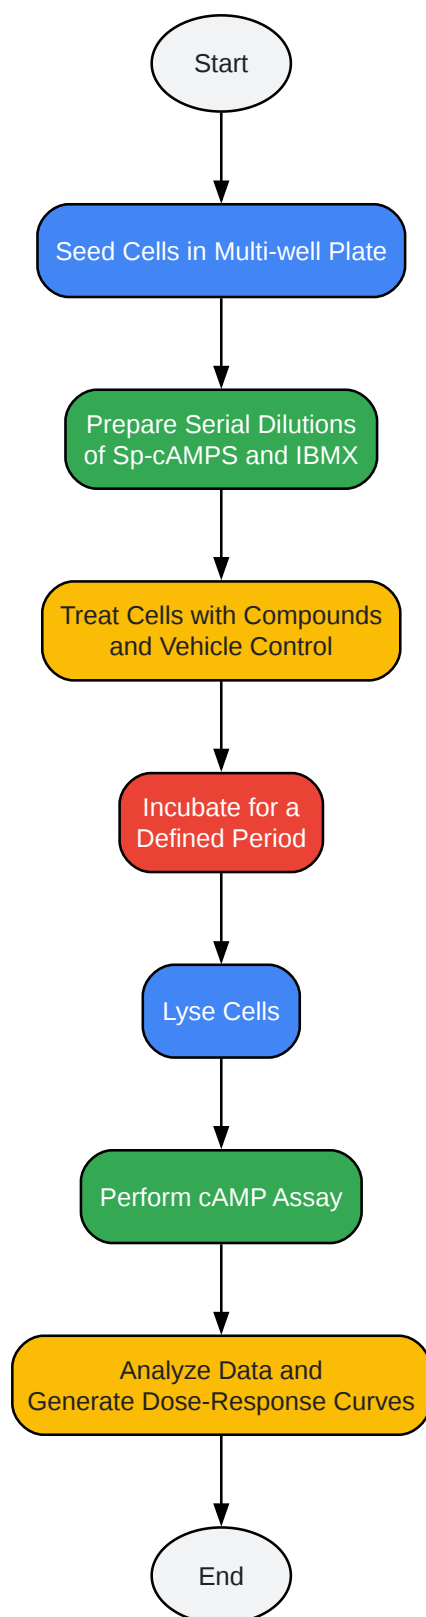 Start
Seed Cells in Multi-well Plate
Prepare Serial Dilutions
of Sp-cAMPS and IBMX
Treat Cells with Compounds
and Vehicle Control
Incubate for a
Defined Period
Lyse Cells
Perform cAMP Assay
Analyze Data and
Generate Dose-Response Curves
End